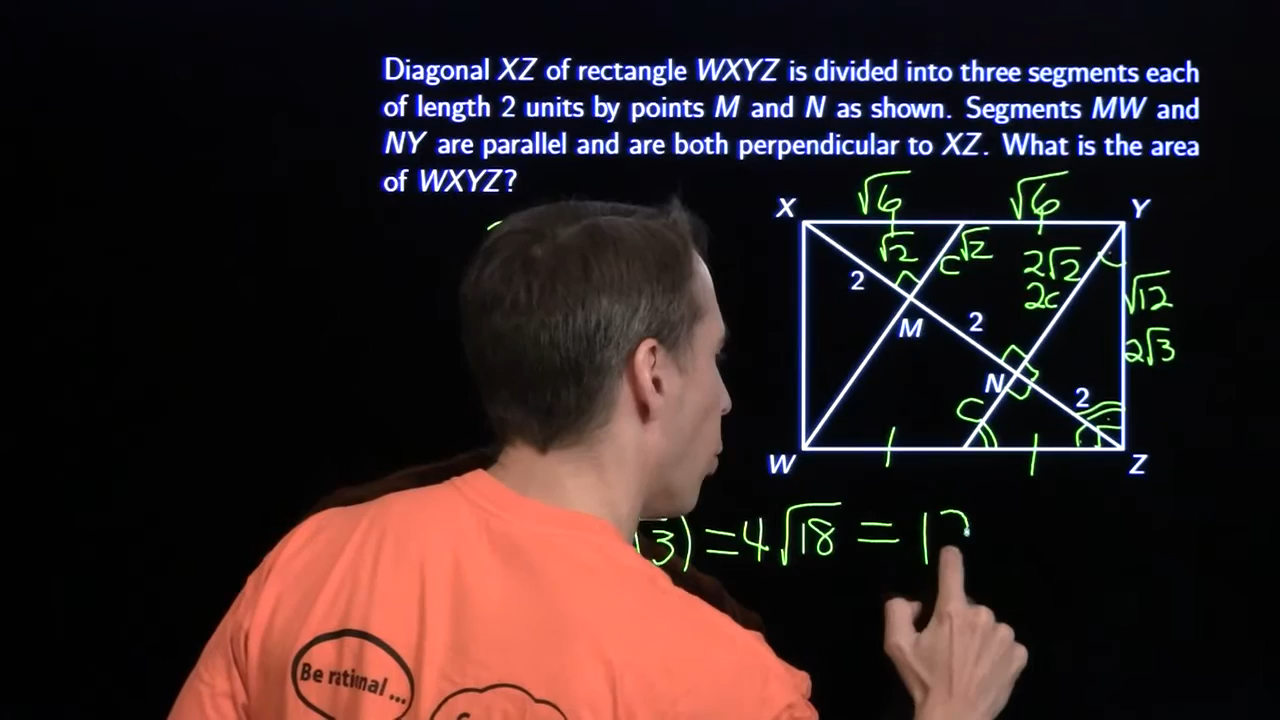 Diagonal XZ of rectangle WXYZ is divided into three segments each
of length 2 units by points M and N as shown. Segments MW and
NY are parallel and are both perpendicular to XZ. What is the area
of WXYZ?
√6 √6
X Y
√2 c √2 2√2
2 2c √12
M 2 2√3
N 2
c
W Z
√3) = 4√18 = 12
Be rational ...